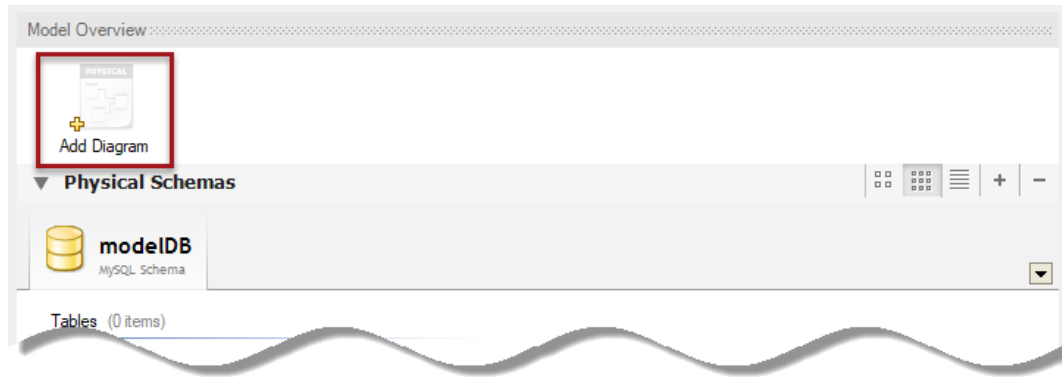 Model Overview
PHYSICAL
Add Diagram
Physical Schemas
modelDB
MySQL Schema
Tables (0 items)